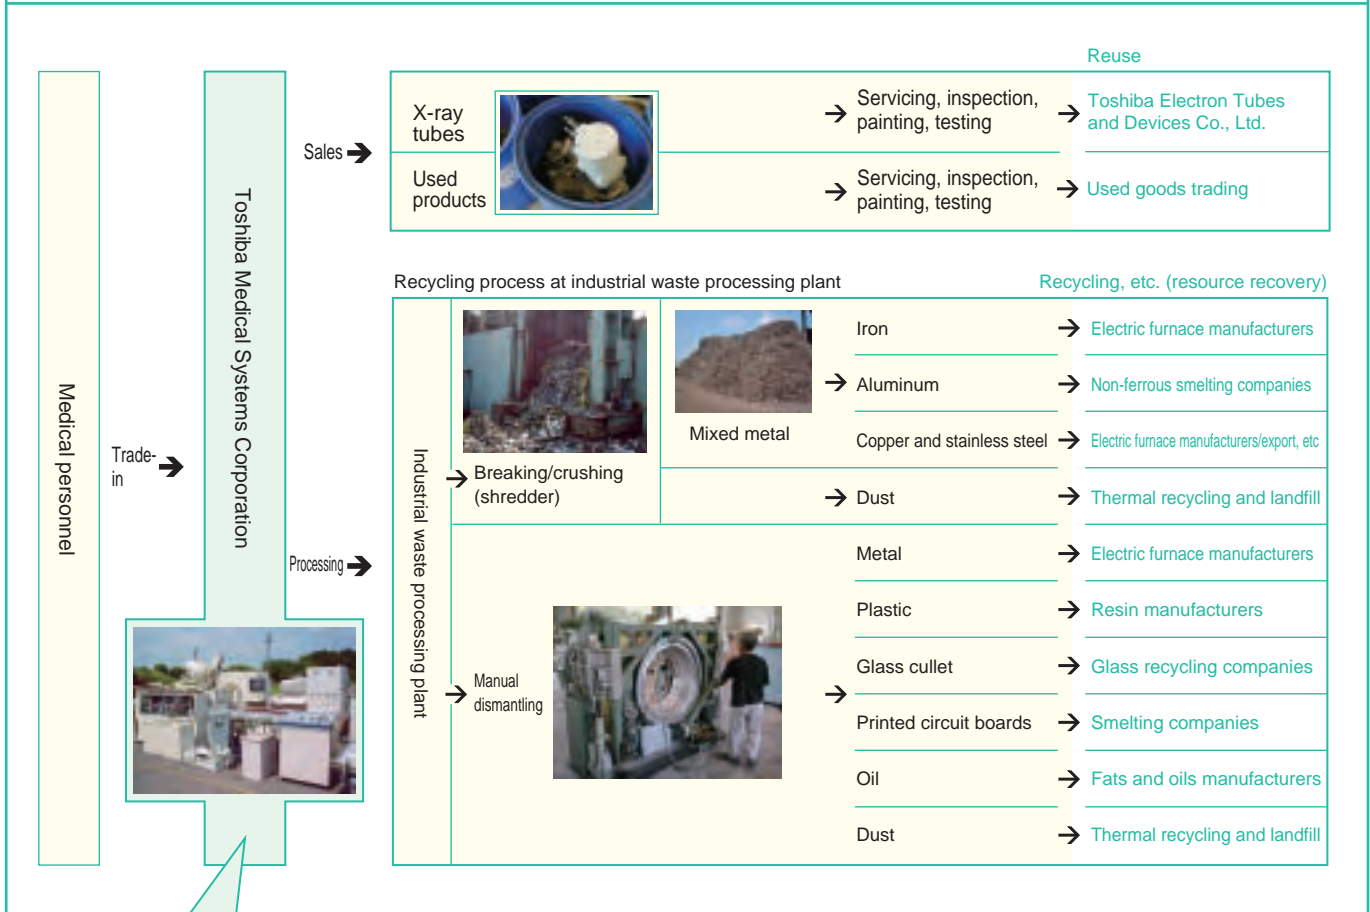 Medical personnel
Trade-
in
Toshiba Medical Systems Corporation
Sales
Reuse
X-ray
tubes
Servicing, inspection,
painting, testing
Toshiba Electron Tubes
and Devices Co., Ltd.
Used
products
Servicing, inspection,
painting, testing
Used goods trading
Processing
Recycling process at industrial waste processing plant
Recycling, etc. (resource recovery)
Industrial waste processing plant
Breaking/crushing
(shredder)
Mixed metal
Iron
Electric furnace manufacturers
Aluminum
Non-ferrous smelting companies
Copper and stainless steel
Electric furnace manufacturers/export, etc
Dust
Thermal recycling and landfill
Manual
dismantling
Metal
Electric furnace manufacturers
Plastic
Resin manufacturers
Glass cullet
Glass recycling companies
Printed circuit boards
Smelting companies
Oil
Fats and oils manufacturers
Dust
Thermal recycling and landfill